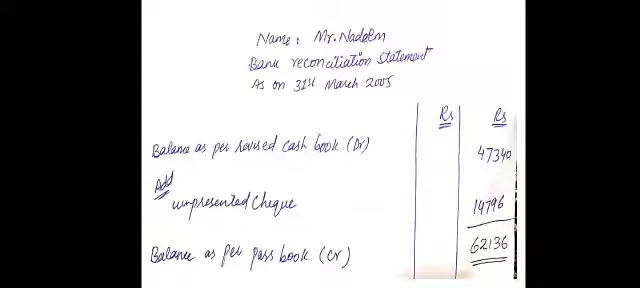 Name: Mr. Nadeem
Bank reconciliation statement
As on 31st March 2005
Rs Rs
Balance as per revised cash book (Dr) 47340
Add
unpresented cheque 14796
Balance as per pass book (Cr) 62136